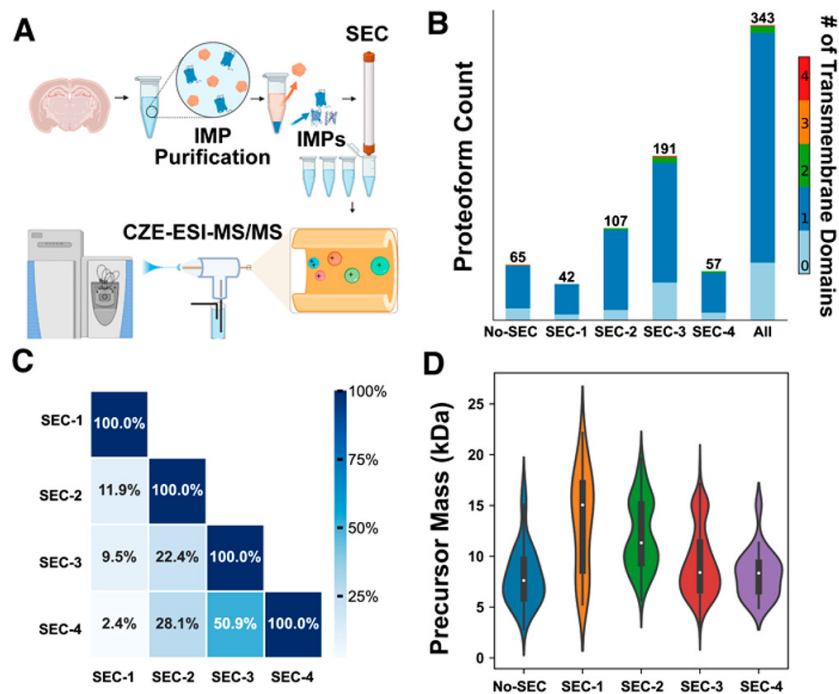 A
SEC
IMP
Purification
IMPs
CZE-ESI-MS/MS
B
Proteoform Count
65
42
107
191
57
343
No-SEC SEC-1 SEC-2 SEC-3 SEC-4 All
# of Transmembrane Domains
4
3
2
1
0
C
SEC-1
SEC-2
SEC-3
SEC-4
100.0%
11.9% 100.0%
9.5% 22.4% 100.0%
2.4% 28.1% 50.9% 100.0%
SEC-1 SEC-2 SEC-3 SEC-4
100%
75%
50%
25%
D
Precursor Mass (kDa)
25
20
15
10
5
0
No-SEC SEC-1 SEC-2 SEC-3 SEC-4